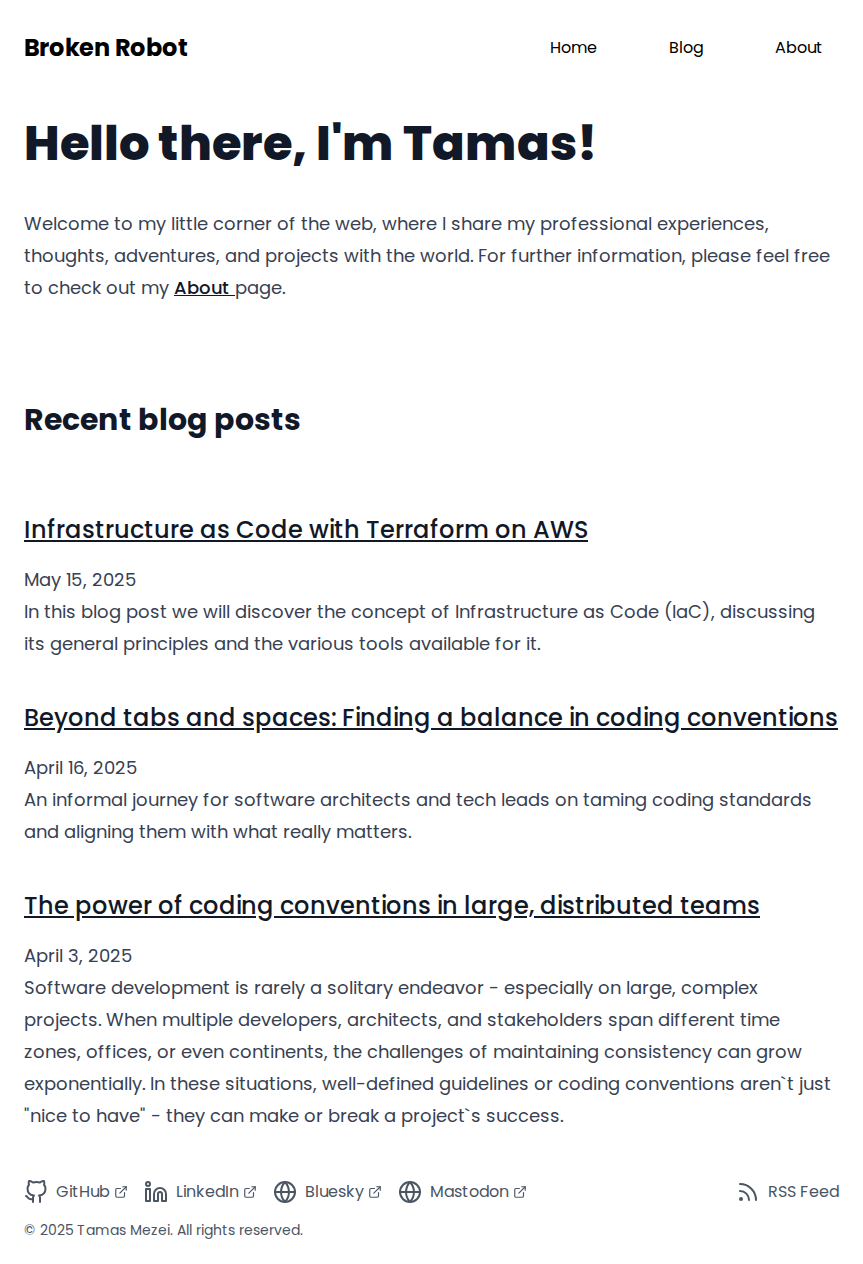 Broken Robot
Home
Blog
About
Hello there, I'm Tamas!
Welcome to my little corner of the web, where I share my professional experiences,
thoughts, adventures, and projects with the world. For further information, please feel free
to check out my About page.
Recent blog posts
Infrastructure as Code with Terraform on AWS
May 15, 2025
In this blog post we will discover the concept of Infrastructure as Code (IaC), discussing
its general principles and the various tools available for it.
Beyond tabs and spaces: Finding a balance in coding conventions
April 16, 2025
An informal journey for software architects and tech leads on taming coding standards
and aligning them with what really matters.
The power of coding conventions in large, distributed teams
April 3, 2025
Software development is rarely a solitary endeavor - especially on large, complex
projects. When multiple developers, architects, and stakeholders span different time
zones, offices, or even continents, the challenges of maintaining consistency can grow
exponentially. In these situations, well-defined guidelines or coding conventions aren`t just
"nice to have" - they can make or break a project`s success.
GitHub
LinkedIn
Bluesky
Mastodon
RSS Feed
© 2025 Tamas Mezei. All rights reserved.